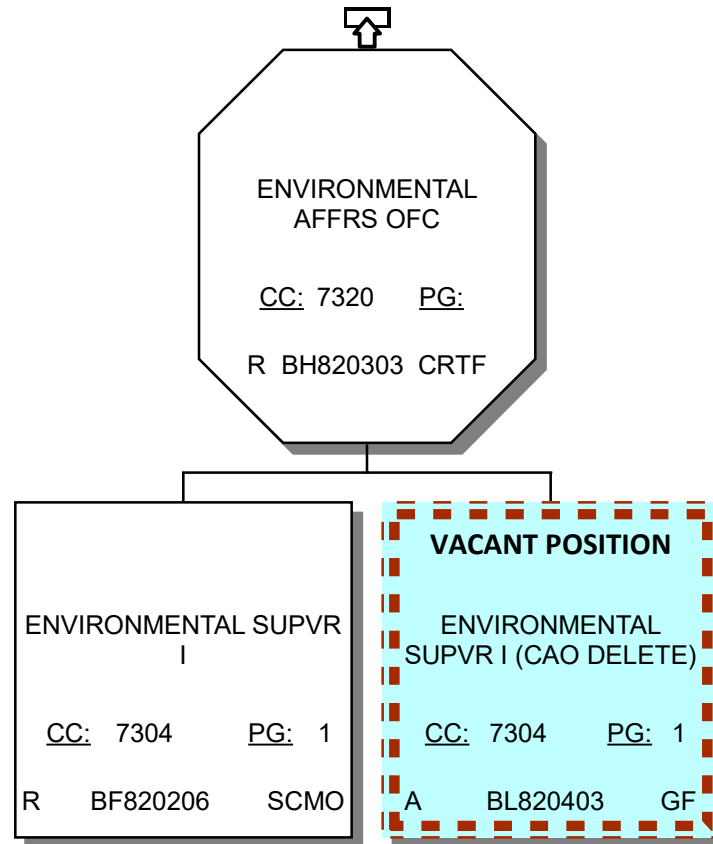 ENVIRONMENTAL
AFFRS OFC
CC: 7320 PG:
R BH820303 CRTF
ENVIRONMENTAL SUPVR
I
CC: 7304 PG: 1
R BF820206 SCMO
VACANT POSITION
ENVIRONMENTAL
SUPVR I (CAO DELETE)
CC: 7304 PG: 1
A BL820403 GF